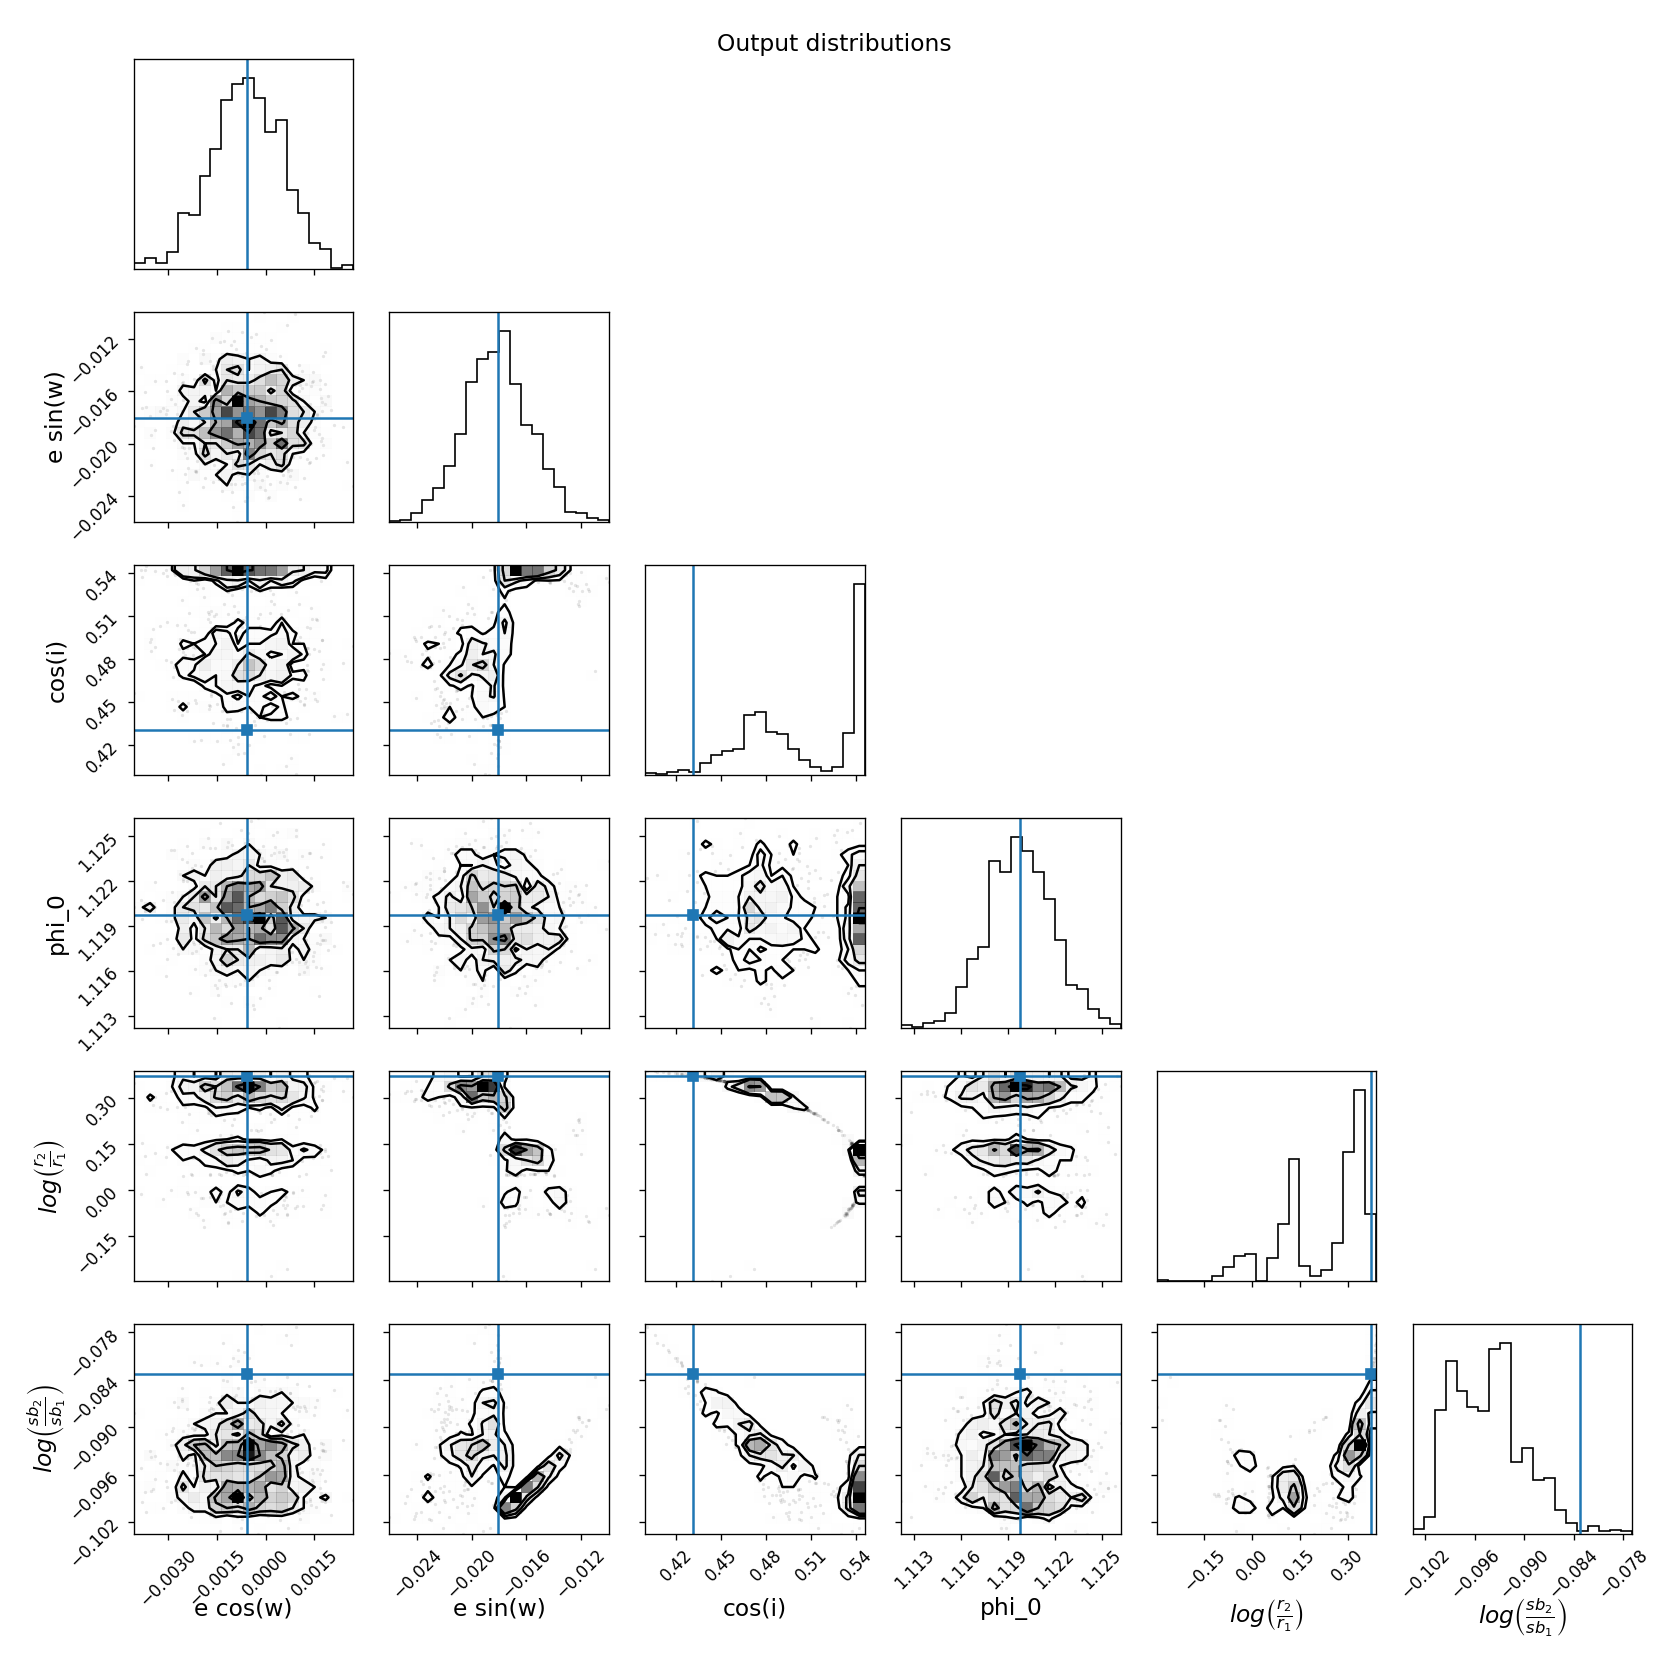 Output distributions
e sin(w)
−0.012
−0.016
−0.020
−0.024
cos(i)
0.54
0.51
0.48
0.45
0.42
phi_0
1.125
1.122
1.119
1.116
1.113
log(r₂/r₁)
0.30
0.15
0.00
−0.15
log(sb₂/sb₁)
−0.078
−0.084
−0.090
−0.096
−0.102
−0.0030 −0.0015 0.0000 0.0015
−0.024 −0.020 −0.016 −0.012
0.42 0.45 0.48 0.51 0.54
1.113 1.116 1.119 1.122 1.125
−0.15 0.00 0.15 0.30
−0.102 −0.096 −0.090 −0.084 −0.078
e cos(w)
e sin(w)
cos(i)
phi_0
log(r₂/r₁)
log(sb₂/sb₁)